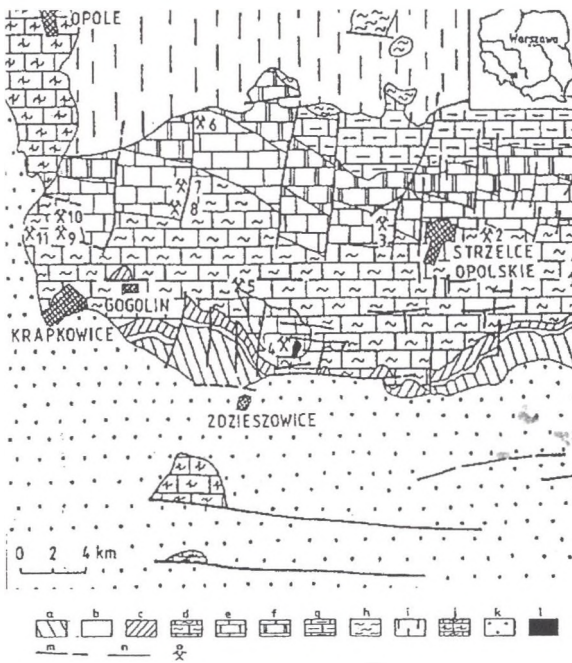 OPOLE
Warszawa
6
7
8
10
11 9
3
2
STRZELCE
OPOLSKIE
5
GOGOLIN
KRAPKOWICE
4
ZDZIESZOWICE
0 2 4 km
a b c d e f g h i j k l
m n o